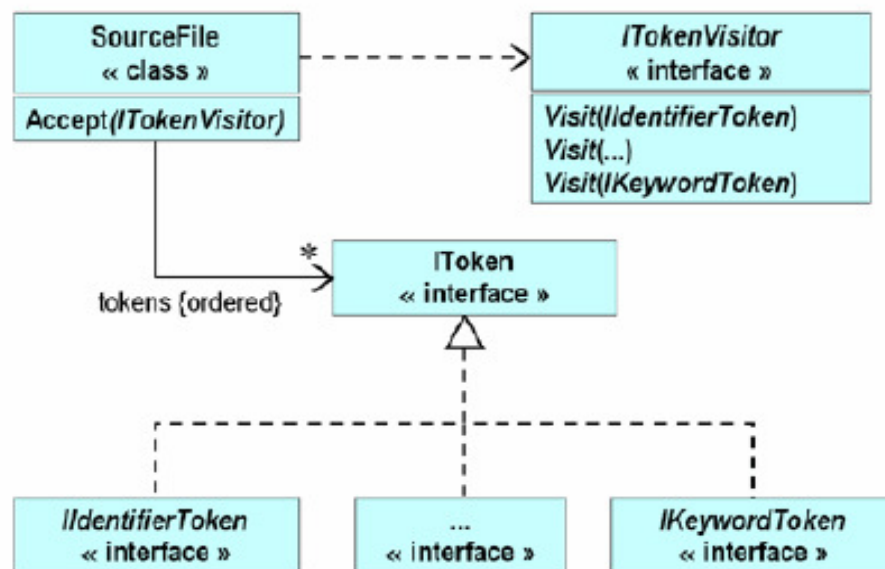 SourceFile
« class »
Accept(ITokenVisitor)
ITokenVisitor
« interface »
Visit(IIdentifierToken)
Visit(...)
Visit(IKeywordToken)
*
tokens {ordered}
IToken
« interface »
IIdentifierToken
« interface »
...
« interface »
IKeywordToken
« interface »